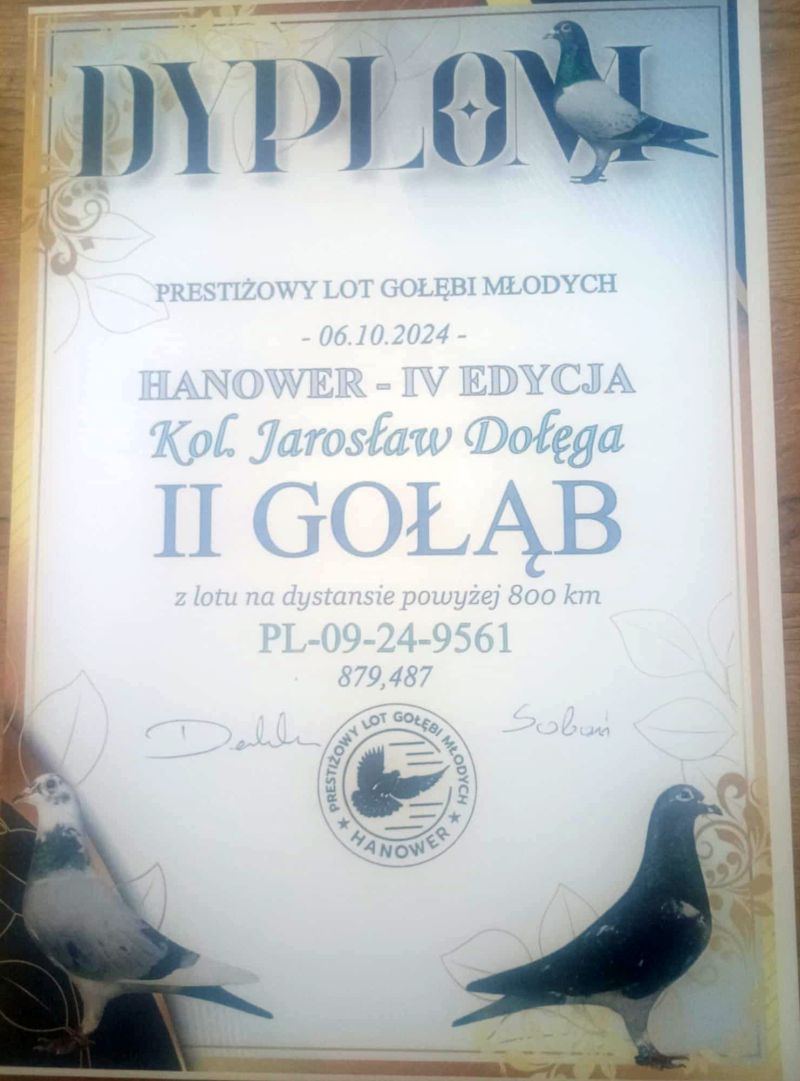 DYPLOM
PRESTIŻOWY LOT GOŁĘBI MŁODYCH
- 06.10.2024 -
HANOWER - IV EDYCJA
Kol. Jarosław Dołęga
II GOŁĄB
z lotu na dystansie powyżej 800 km
PL-09-24-9561
879,487
Soboń
PRESTIŻOWY LOT GOŁĘBI MŁODYCH
★ HANOWER ★